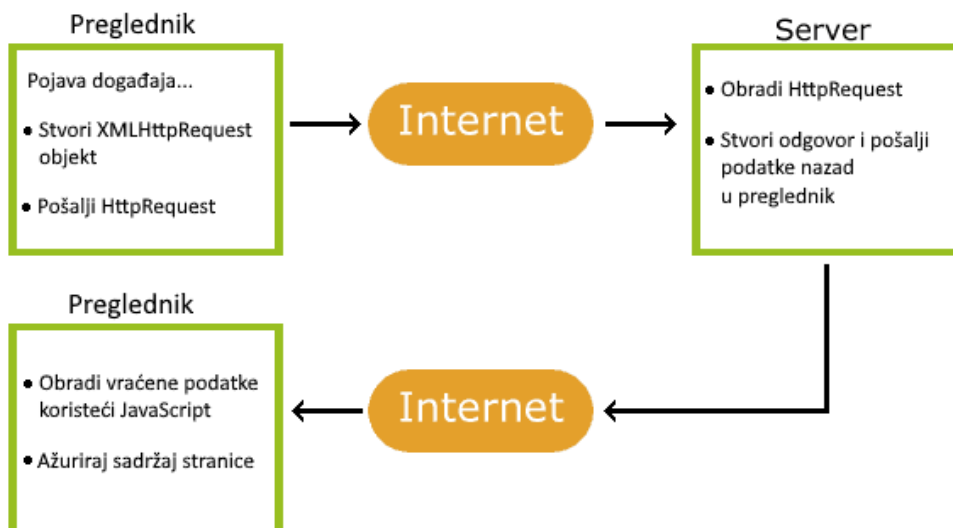 Preglednik
Pojava događaja...
● Stvori XMLHttpRequest
objekt
● Pošalji HttpRequest
Internet
Server
● Obradi HttpRequest
● Stvori odgovor i pošalji
podatke nazad
u preglednik
Preglednik
● Obradi vraćene podatke
koristeći JavaScript
● Ažuriraj sadržaj stranice
Internet